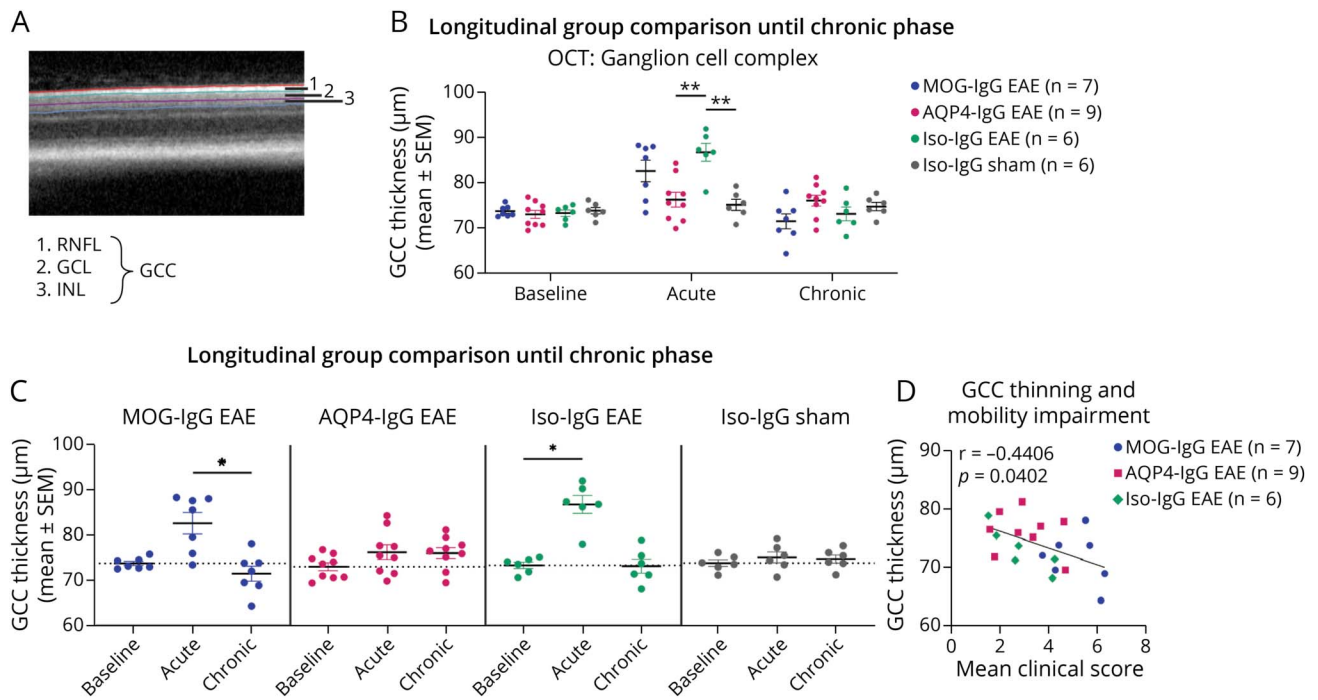 A
1
2
3
1. RNFL
2. GCL
3. INL
GCC
B
Longitudinal group comparison until chronic phase
OCT: Ganglion cell complex
GCC thickness (μm)
(mean ± SEM)
100
90
80
70
60
**
**
Baseline
Acute
Chronic
MOG-IgG EAE (n = 7)
AQP4-IgG EAE (n = 9)
Iso-IgG EAE (n = 6)
Iso-IgG sham (n = 6)
Longitudinal group comparison until chronic phase
C
MOG-IgG EAE
AQP4-IgG EAE
Iso-IgG EAE
Iso-IgG sham
GCC thickness (μm)
(mean ± SEM)
100
90
80
70
60
*
*
Baseline
Acute
Chronic
Baseline
Acute
Chronic
Baseline
Acute
Chronic
Baseline
Acute
Chronic
D
GCC thinning and
mobility impairment
GCC thickness (μm)
90
80
70
60
r = –0.4406
p = 0.0402
0
2
4
6
8
Mean clinical score
MOG-IgG EAE (n = 7)
AQP4-IgG EAE (n = 9)
Iso-IgG EAE (n = 6)